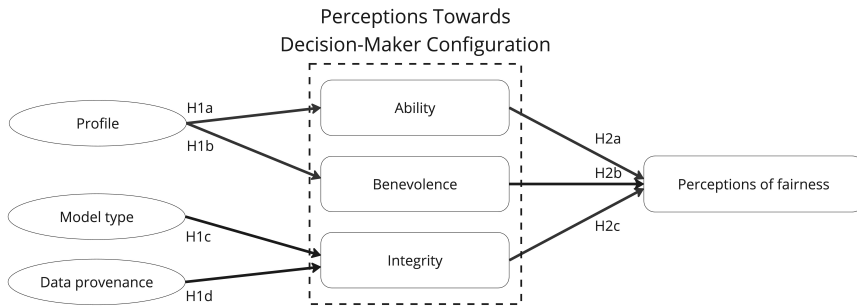 Perceptions Towards
Decision-Maker Configuration
H1a
Ability
Profile
H1b
H2a
H2b
Benevolence
Perceptions of fairness
Model type
H1c
H2c
Integrity
Data provenance
H1d